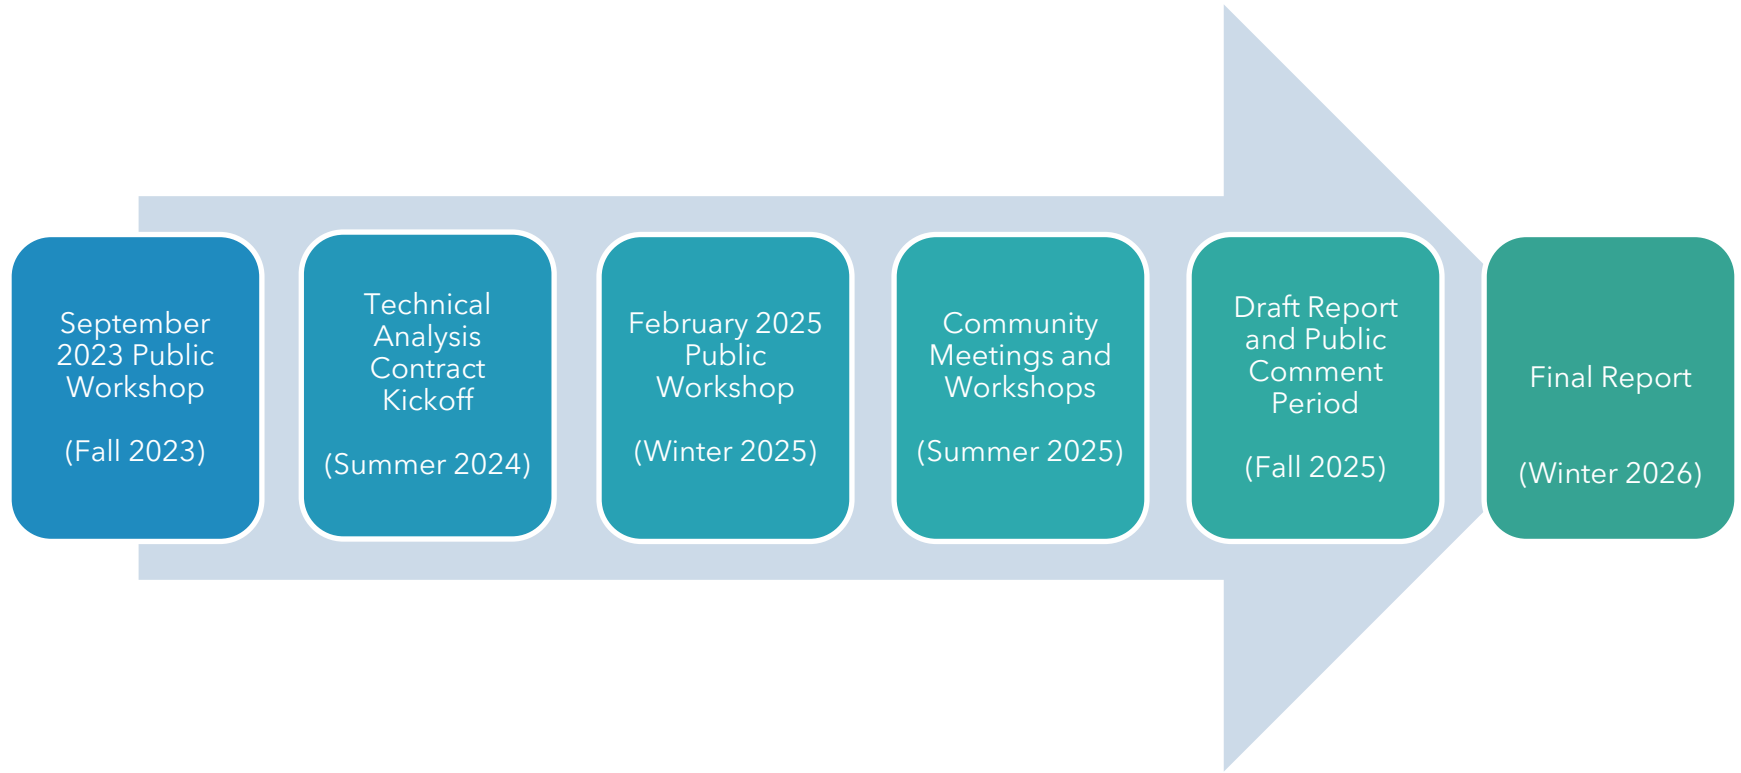 September
2023 Public
Workshop
(Fall 2023)
Technical
Analysis
Contract
Kickoff
(Summer 2024)
February 2025
Public
Workshop
(Winter 2025)
Community
Meetings and
Workshops
(Summer 2025)
Draft Report
and Public
Comment
Period
(Fall 2025)
Final Report
(Winter 2026)